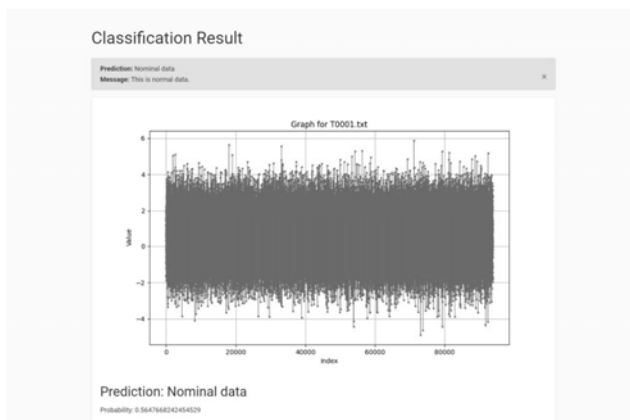 Classification Result
Prediction: Nominal data
Message: This is normal data.
×
Graph for T0001.txt
6
4
2
0
−2
−4
Value
0 20000 40000 60000 80000
Index
Prediction: Nominal data
Probability: 0.5647668242454529